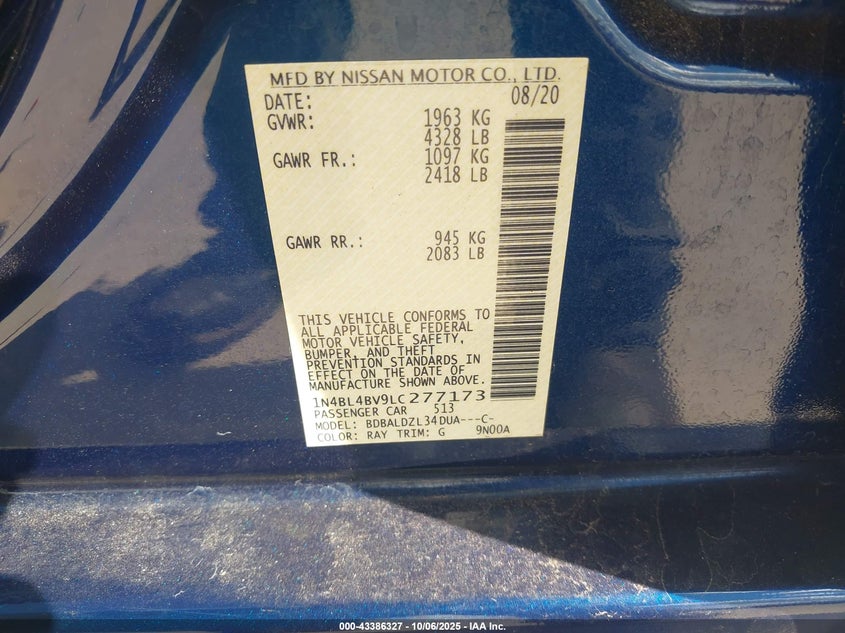 MFD BY NISSAN MOTOR CO., LTD.
DATE: 08/20
GVWR: 1963 KG
4328 LB
GAWR FR.: 1097 KG
2418 LB
GAWR RR.: 945 KG
2083 LB
THIS VEHICLE CONFORMS TO
ALL APPLICABLE FEDERAL
MOTOR VEHICLE SAFETY,
BUMPER, AND THEFT
PREVENTION STANDARDS IN
EFFECT ON THE DATE OF
MANUFACTURE SHOWN ABOVE.
1N4BL4BV9LC277173
PASSENGER CAR 513
MODEL: BDBALDZL34DUA---C-
COLOR: RAY TRIM: G 9N00A
000-43386327 - 10/06/2025 - IAA Inc.